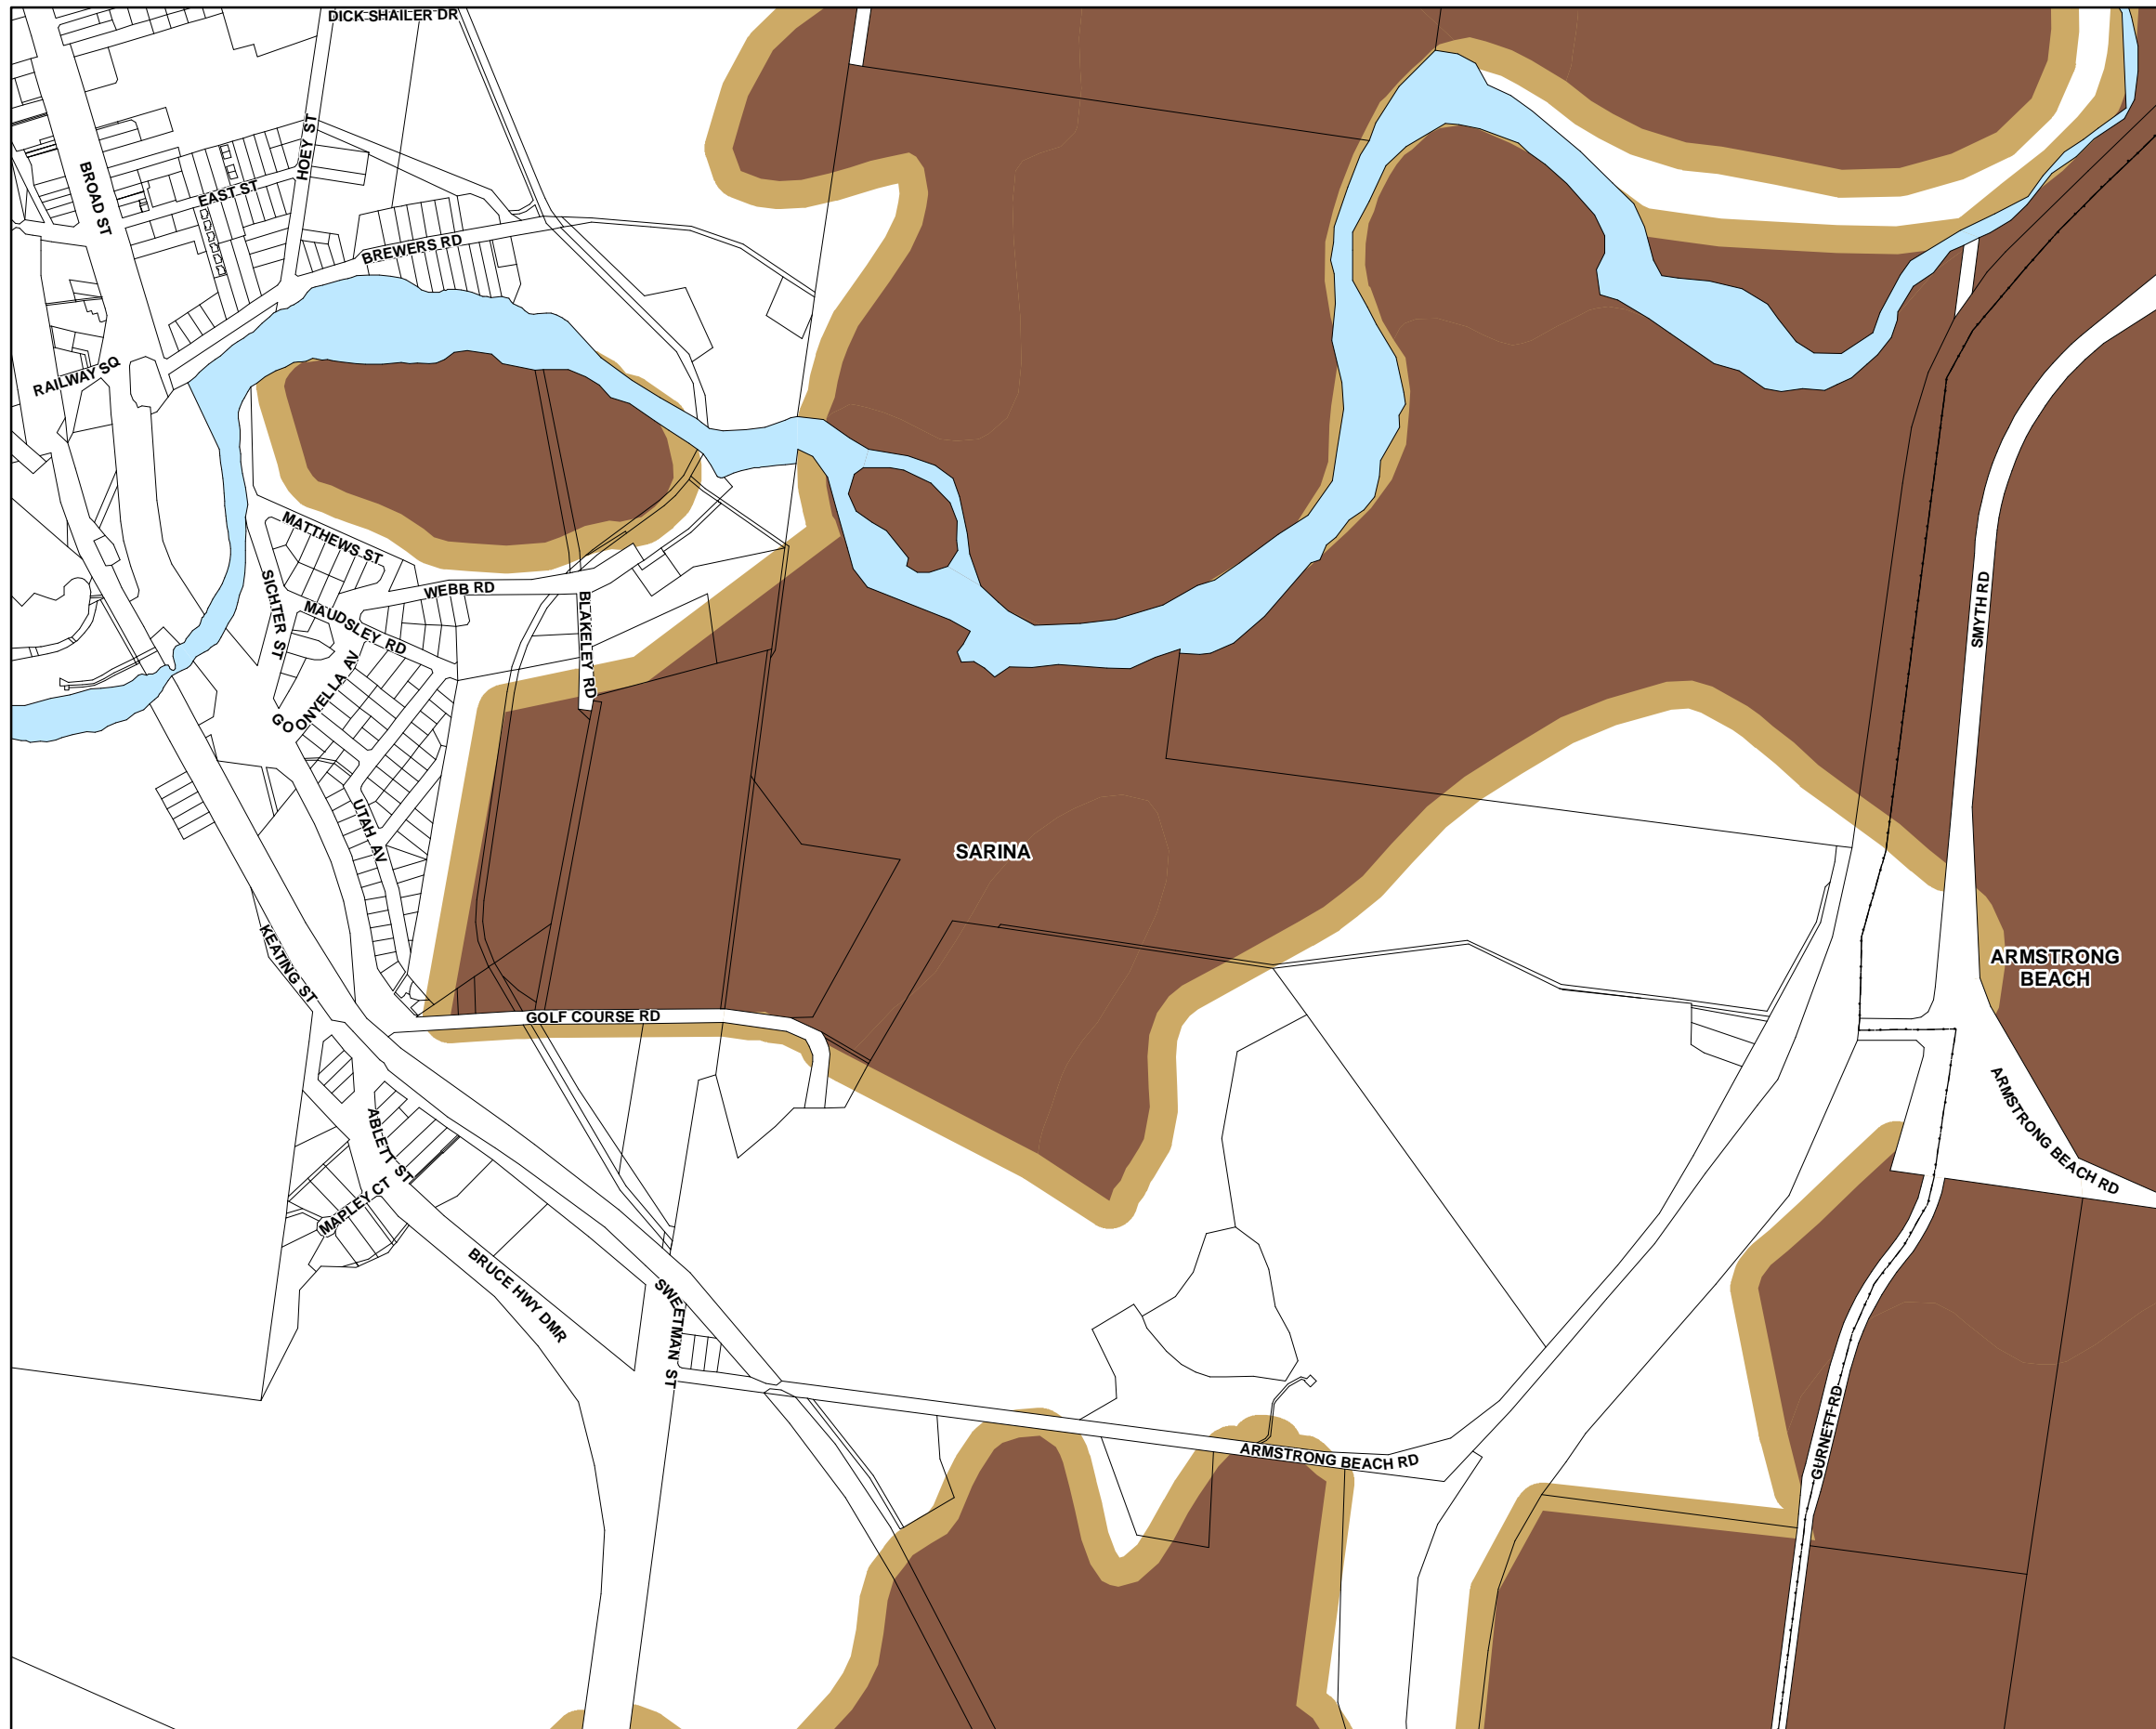 DICK SHAILER DR
HOEY ST
BROAD ST
EAST ST
BREWERS RD
RAILWAY SQ
MATTHEWS ST
SICHTER ST
WEBB RD
MAUDSLEY RD
BLAKELEY RD
GOONYELLA AV
SMYTH RD
UTAH AV
SARINA
KEATING ST
ARMSTRONG
BEACH
GOLF COURSE RD
ARMSTRONG BEACH RD
ABLETT ST
MAPLEY CT
BRUCE HWY DMR
SWEETMAN ST
GURNETT RD
ARMSTRONG BEACH RD